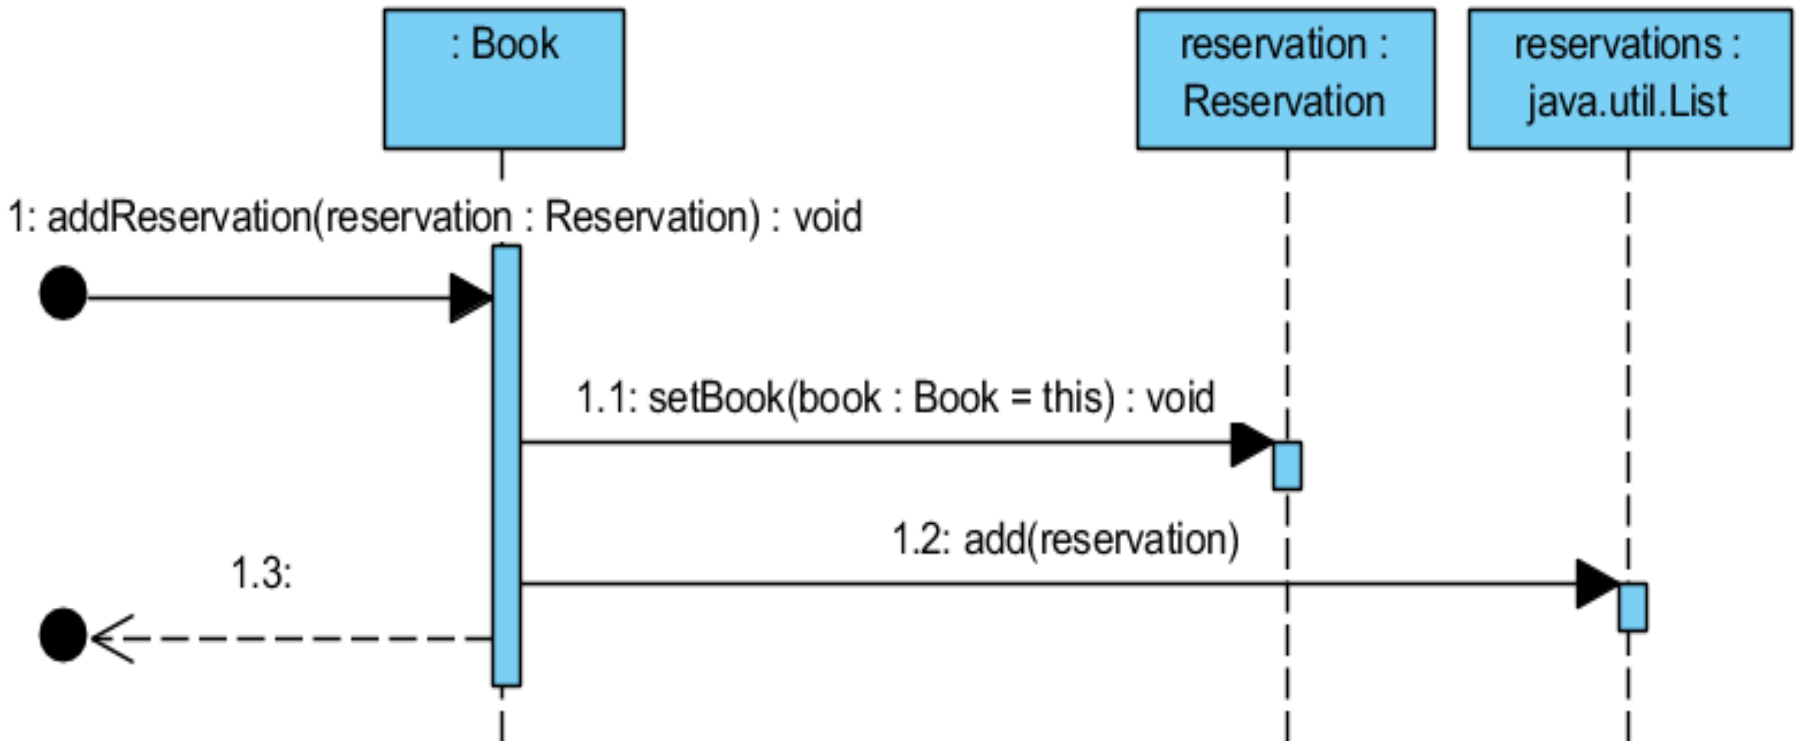 : Book
reservation :
Reservation
reservations :
java.util.List
1: addReservation(reservation : Reservation) : void
1.1: setBook(book : Book = this) : void
1.2: add(reservation)
1.3: